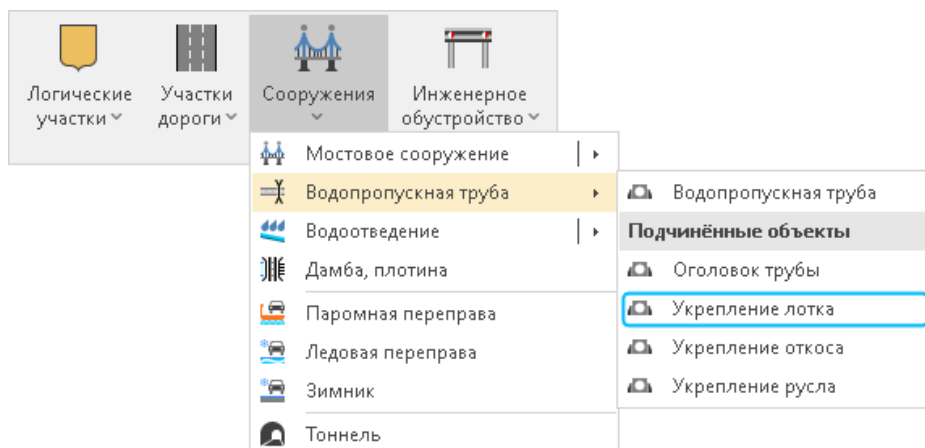 Логические
участки
Участки
дороги
Сооружения
Инженерное
обустройство
Мостовое сооружение
Водопропускная труба
Водоотведение
Дамба, плотина
Паромная переправа
Ледовая переправа
Зимник
Тоннель
Водопропускная труба
Подчинённые объекты
Оголовок трубы
Укрепление лотка
Укрепление откоса
Укрепление русла